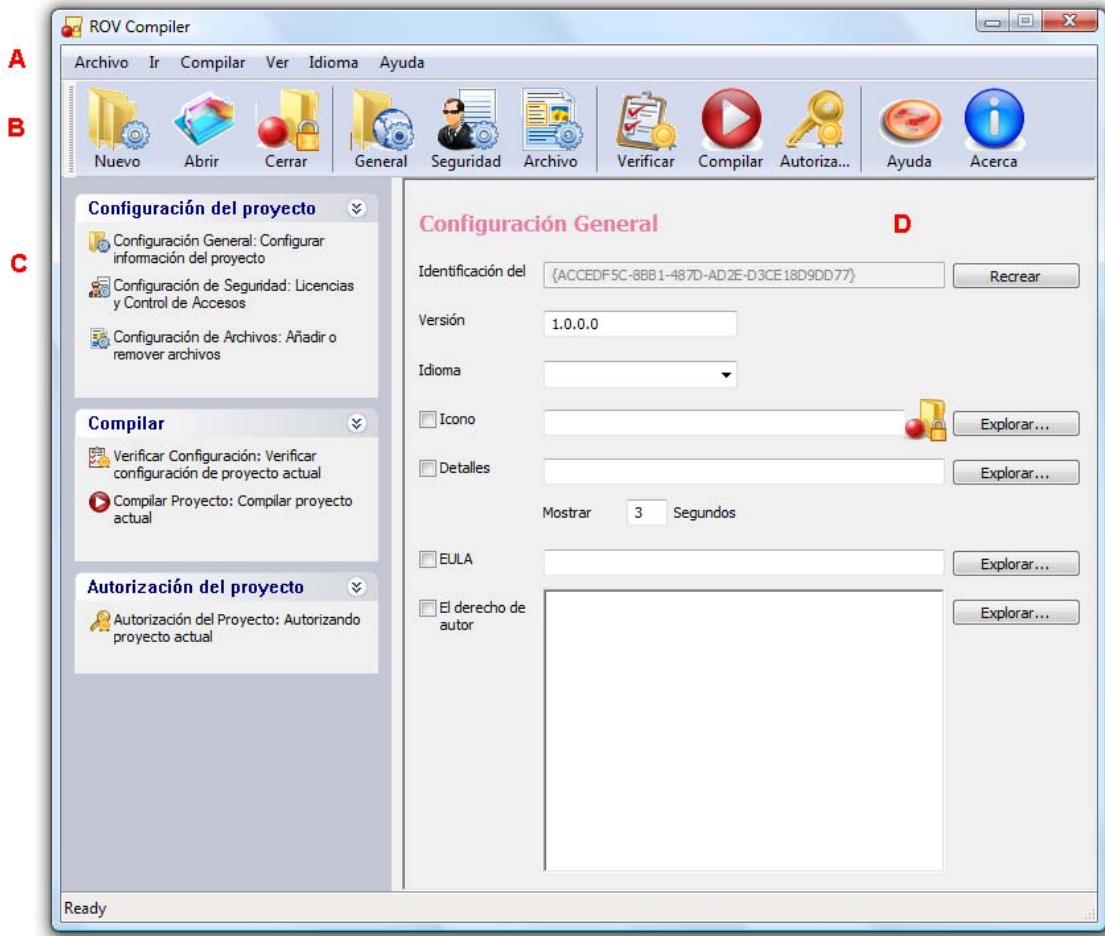 ROV Compiler
A
Archivo Ir Compilar Ver Idioma Ayuda
B
Nuevo Abrir Cerrar General Seguridad Archivo Verificar Compilar Autoriza... Ayuda Acerca
C
Configuración del proyecto
Configuración General: Configurar
información del proyecto
Configuración de Seguridad: Licencias
y Control de Accesos
Configuración de Archivos: Añadir o
remover archivos
Compilar
Verificar Configuración: Verificar
configuración de proyecto actual
Compilar Proyecto: Compilar proyecto
actual
Autorización del proyecto
Autorización del Proyecto: Autorizando
proyecto actual
Configuración General
D
Identificación del {ACCEDF5C-8BB1-487D-AD2E-D3CE18D9DD77} Recrear
Versión 1.0.0.0
Idioma
Icono Explorar...
Detalles Explorar...
Mostrar 3 Segundos
EULA Explorar...
El derecho de Explorar...
autor
Ready